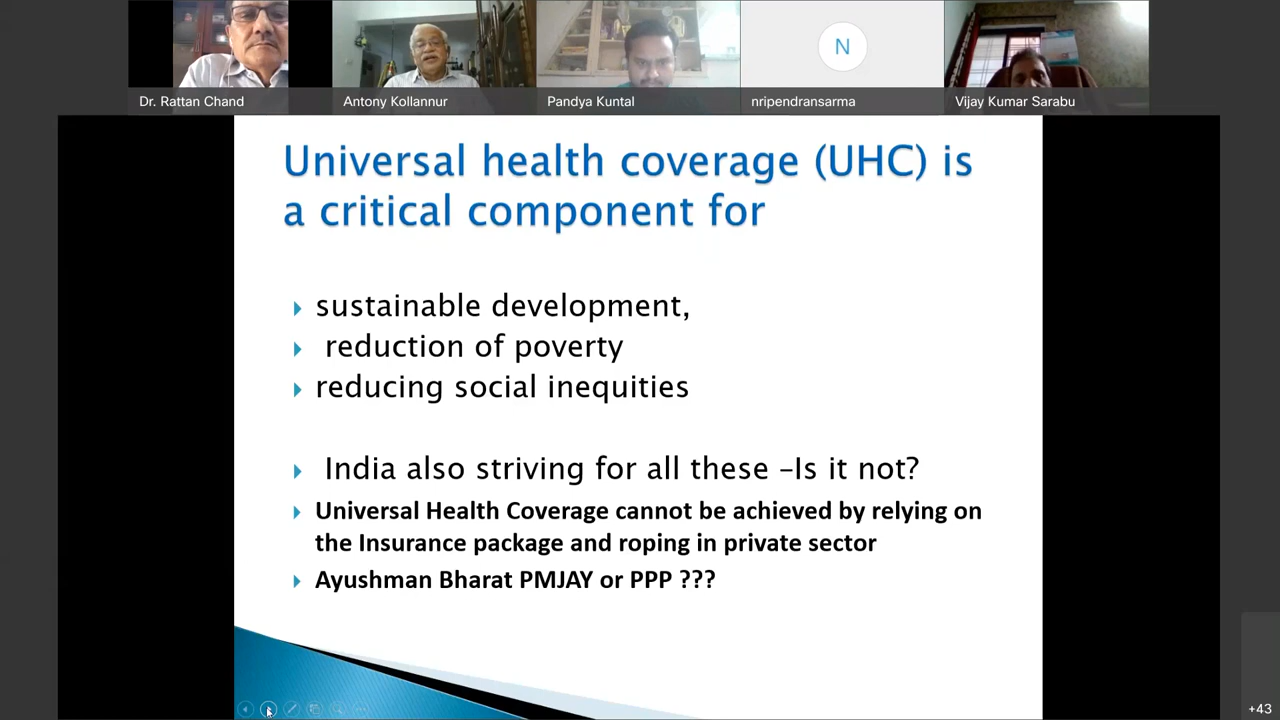 Dr. Rattan Chand
Antony Kollannur
Pandya Kuntal
N
nripendransarma
Vijay Kumar Sarabu
Universal health coverage (UHC) is
a critical component for
sustainable development,
reduction of poverty
reducing social inequities
India also striving for all these –Is it not?
Universal Health Coverage cannot be achieved by relying on
the Insurance package and roping in private sector
Ayushman Bharat PMJAY or PPP ???
+43